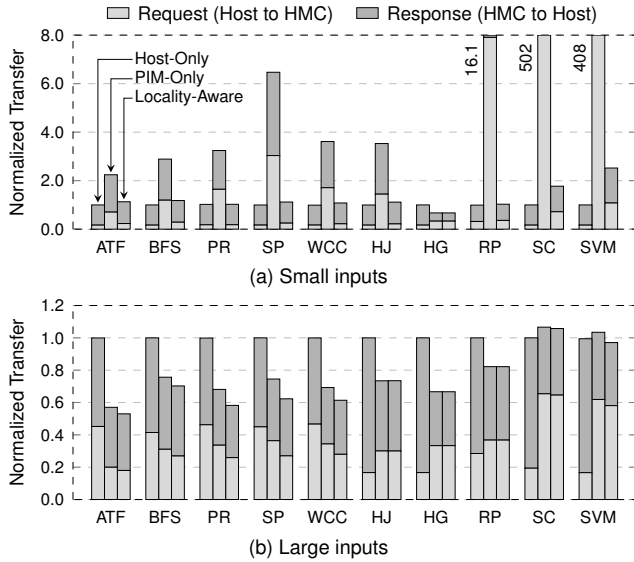 Request (Host to HMC) Response (HMC to Host)
Normalized Transfer
8.0
6.0
4.0
2.0
0.0
Host-Only
PIM-Only
Locality-Aware
16.1
502
408
ATF BFS PR SP WCC HJ HG RP SC SVM
(a) Small inputs
Normalized Transfer
1.2
1.0
0.8
0.6
0.4
0.2
0.0
ATF BFS PR SP WCC HJ HG RP SC SVM
(b) Large inputs